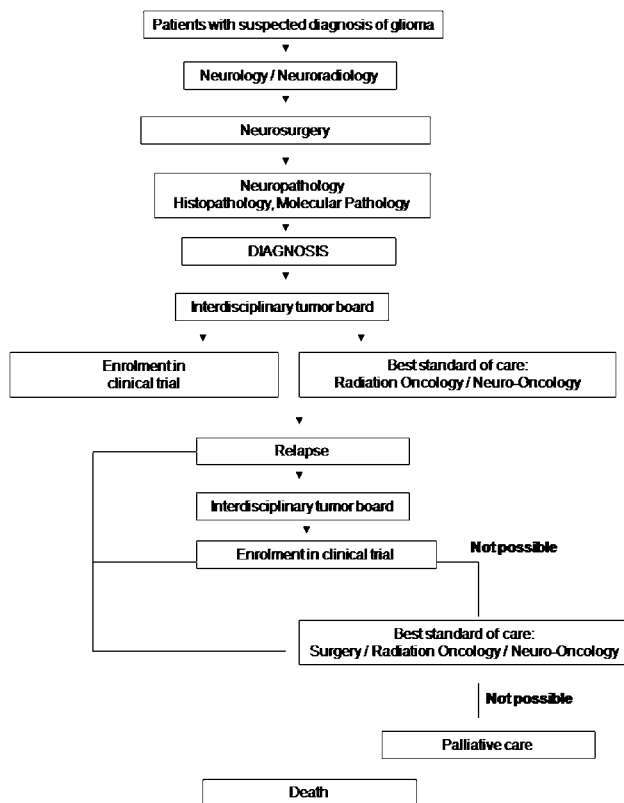 Patients with suspected diagnosis of glioma
Neurology / Neuroradiology
Neurosurgery
Neuropathology
Histopathology, Molecular Pathology
DIAGNOSIS
Interdisciplinary tumor board
Enrolment in
clinical trial
Best standard of care:
Radiation Oncology / Neuro-Oncology
Relapse
Interdisciplinary tumor board
Enrolment in clinical trial
Not possible
Best standard of care:
Surgery / Radiation Oncology / Neuro-Oncology
Not possible
Palliative care
Death